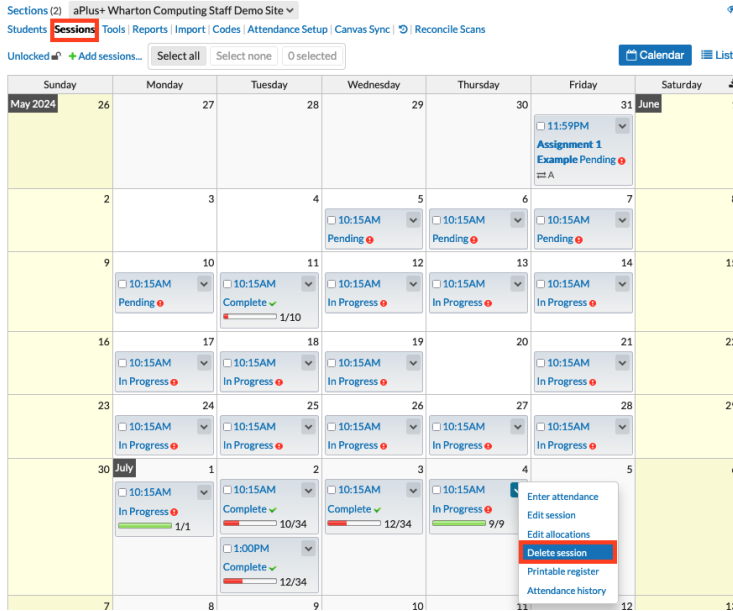 Sections (2) aPlus+ Wharton Computing Staff Demo Site
Students Sessions Tools | Reports | Import | Codes | Attendance Setup | Canvas Sync | | Reconcile Scans
Unlocked + Add sessions... Select all Select none 0 selected Calendar List
Sunday Monday Tuesday Wednesday Thursday Friday Saturday
May 2024 26 27 28 29 30 31 June
11:59PM
Assignment 1
Example Pending
A
2 3 4 5 6 7
10:15AM 10:15AM 10:15AM
Pending Pending Pending
9 10 11 12 13 14
10:15AM 10:15AM 10:15AM 10:15AM 10:15AM
Pending Complete In Progress In Progress In Progress
1/10
16 17 18 19 20 21
10:15AM 10:15AM 10:15AM 10:15AM
In Progress In Progress In Progress In Progress
23 24 25 26 27 28
10:15AM 10:15AM 10:15AM 10:15AM 10:15AM
In Progress In Progress In Progress In Progress In Progress
30 July 1 2 3 4 5
10:15AM 10:15AM 10:15AM 10:15AM
In Progress Complete Complete In Progress
1/1 10/34 12/34 9/9
1:00PM
Complete
12/34
Enter attendance
Edit session
Edit allocations
Delete session
Printable register
Attendance history
7 8 9 10 11 12